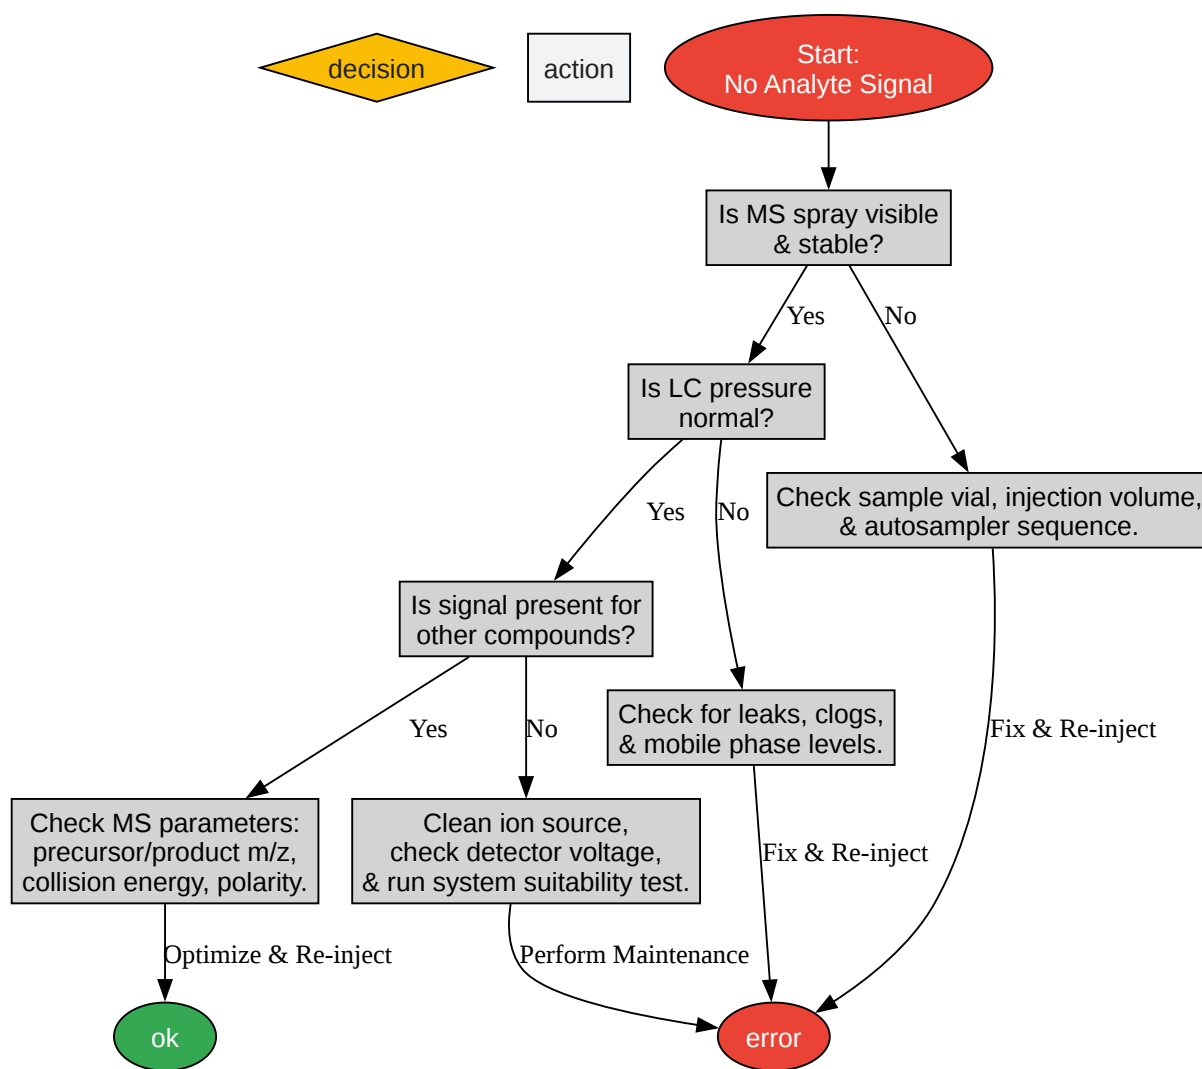 decision
action
Start:
No Analyte Signal
Is MS spray visible
& stable?
Yes
No
Is LC pressure
normal?
Check sample vial, injection volume,
& autosampler sequence.
Yes
No
Is signal present for
other compounds?
Check for leaks, clogs,
& mobile phase levels.
Yes
No
Fix & Re-inject
Check MS parameters:
precursor/product m/z,
collision energy, polarity.
Clean ion source,
check detector voltage,
& run system suitability test.
Fix & Re-inject
Optimize & Re-inject
Perform Maintenance
ok
error